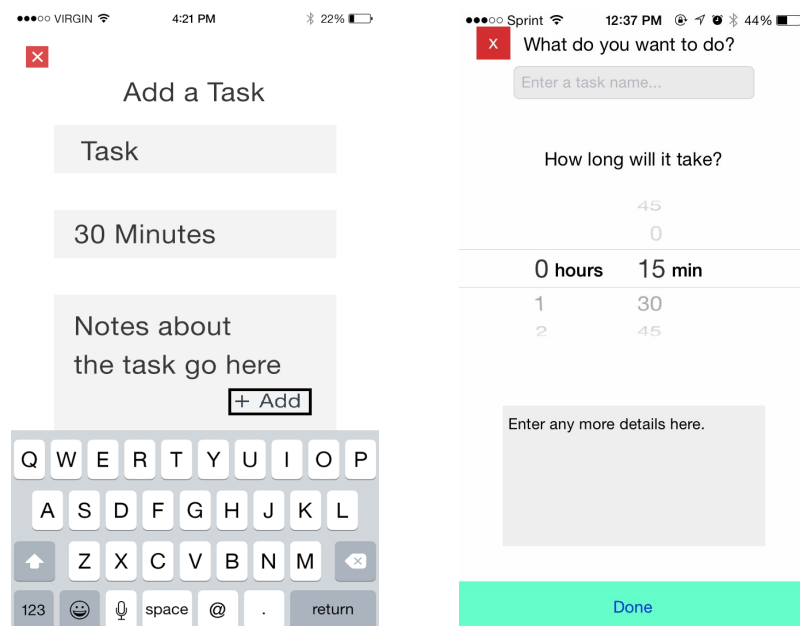 VIRGIN 4:21 PM 22%
X
Add a Task
Task
30 Minutes
Notes about
the task go here
+ Add
Q W E R T Y U I O P
A S D F G H J K L
Z X C V B N M
123 space @ . return
Sprint 12:37 PM 44%
X
What do you want to do?
Enter a task name...
How long will it take?
45
0
0 hours 15 min
1 30
2 45
Enter any more details here.
Done